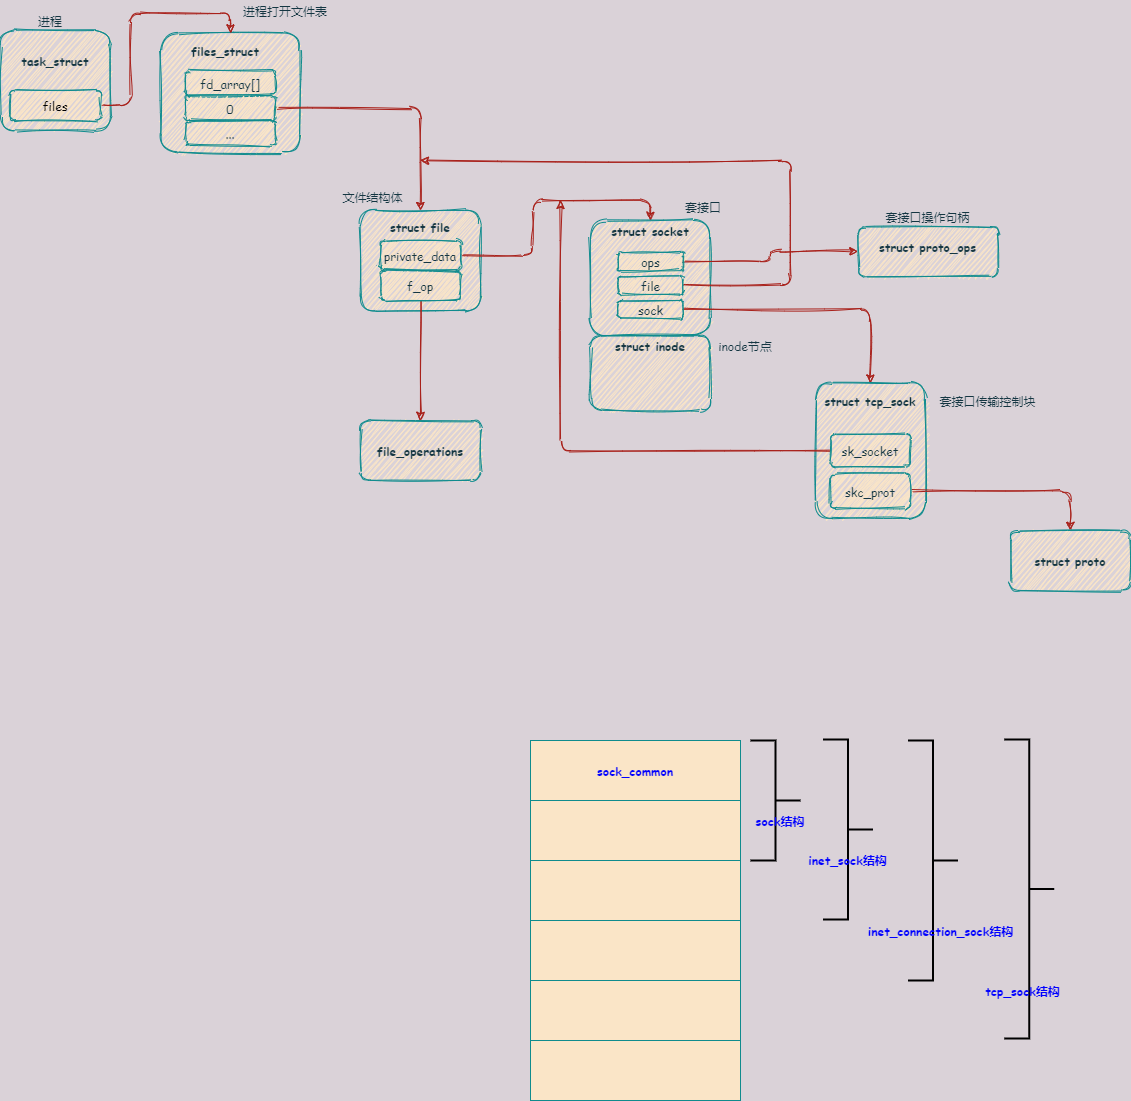 进程
task_struct
files
进程打开文件表
files_struct
fd_array[]
0
...
文件结构体
struct file
private_data
f_op
file_operations
套接口
struct socket
ops
file
sock
struct inode
inode节点
套接口操作句柄
struct proto_ops
struct tcp_sock
套接口传输控制块
sk_socket
skc_prot
struct proto
sock_common
sock结构
inet_sock结构
inet_connection_sock结构
tcp_sock结构